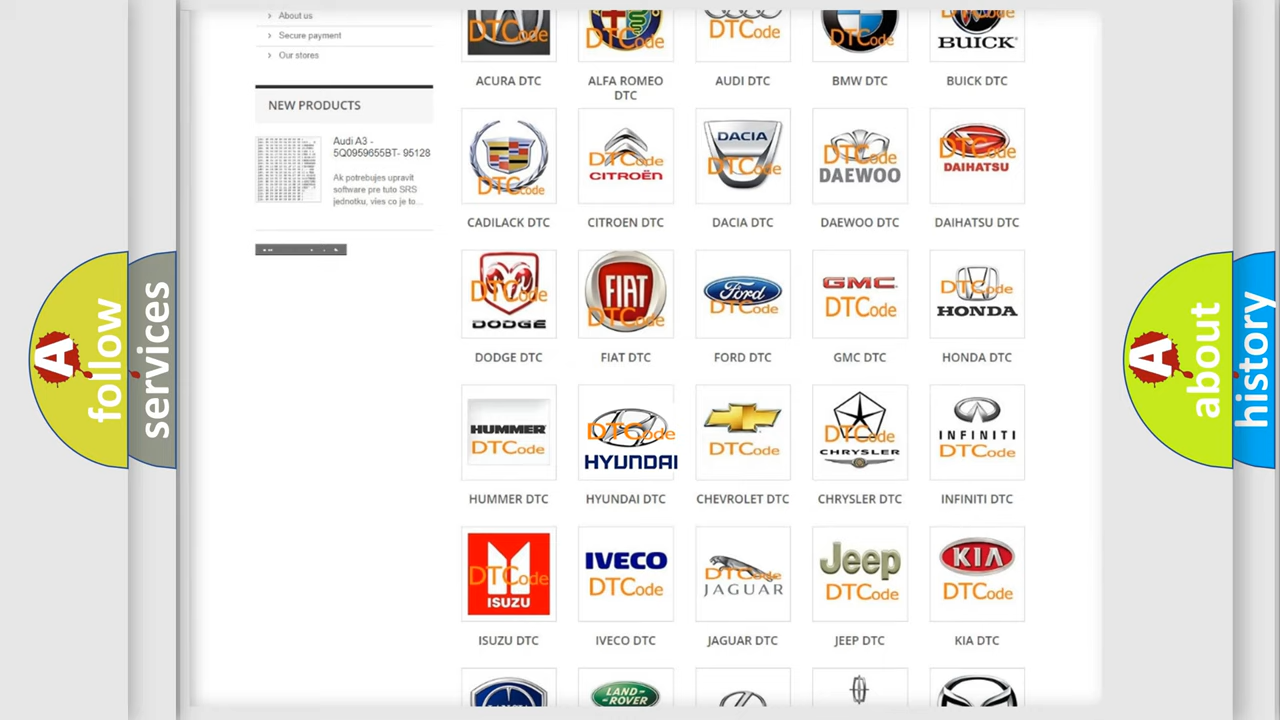 About us
Secure payment
Our stores
NEW PRODUCTS
Audi A3 -
5Q0959655BT- 95128
Ak potrebujes upravit
software pre tuto SRS
jednotku, vies co je to...
DTCode
DTCode
DTCode
DTCode
BUICK
ACURA DTC
ALFA ROMEO
DTC
AUDI DTC
BMW DTC
BUICK DTC
DTCode
DTCode
CITROËN
DACIA
DTCode
DTCode
DAEWOO
DTCode
DAIHATSU
CADILACK DTC
CITROEN DTC
DACIA DTC
DAEWOO DTC
DAIHATSU DTC
DTCode
DODGE
FIAT
DTCode
Ford
DTCode
GMC
DTCode
DTCode
HONDA
DODGE DTC
FIAT DTC
FORD DTC
GMC DTC
HONDA DTC
HUMMER
DTCode
DTCode
HYUNDAI
DTCode
DTCode
CHRYSLER
INFINITI
DTCode
HUMMER DTC
HYUNDAI DTC
CHEVROLET DTC
CHRYSLER DTC
INFINITI DTC
DTCode
ISUZU
IVECO
DTCode
DTCode
JAGUAR
Jeep
DTCode
KIA
DTCode
ISUZU DTC
IVECO DTC
JAGUAR DTC
JEEP DTC
KIA DTC
LAND-
ROVER
A
follow
services
A
about
history